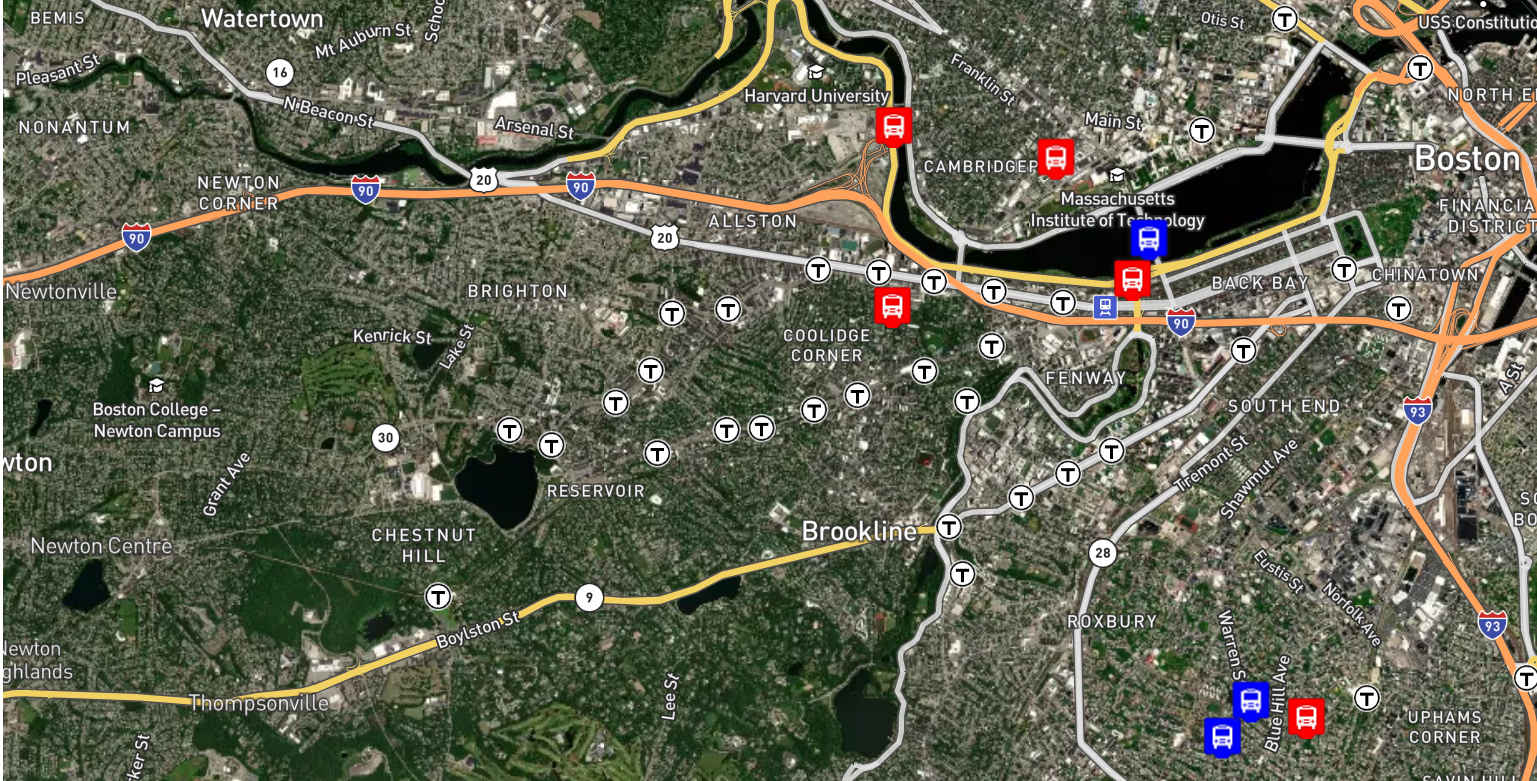 BEMIS
Watertown
Mt Auburn St
Otis St
USS Constitutio
Pleasant St
16
Franklin St
T
T
Harvard University
NORTH E
N Beacon St
NONANTUM
Arsenal St
Main St
T
CAMBRIDGEP
Boston
NEWTON
CORNER
90
20
90
Massachusetts
Institute of Technology
FINANCIA
DISTRICT
ALLSTON
90
20
T
T
T
T
T
T
BACK BAY
CHINATOWN
Newtonville
BRIGHTON
T
T
T
90
Kenrick St
Lake St
COOLIDGE
CORNER
T
T
A St
T
T
FENWAY
Boston College –
Newton Campus
T
T
T
T
SOUTH END
93
30
T
T
T
T
T
T
wton
Grant Ave
T
Tremont St
Shawmut Ave
RESERVOIR
T
CHESTNUT
HILL
Brookline
T
Newton Centre
28
Eustis St
T
T
9
Norfolk Ave
Boylston St
ROXBURY
Warren S
93
Newton
ghlands
Lee St
Blue Hill Ave
T
T
Thompsonville
UPHAMS
CORNER
ker St
SAVIN HILL